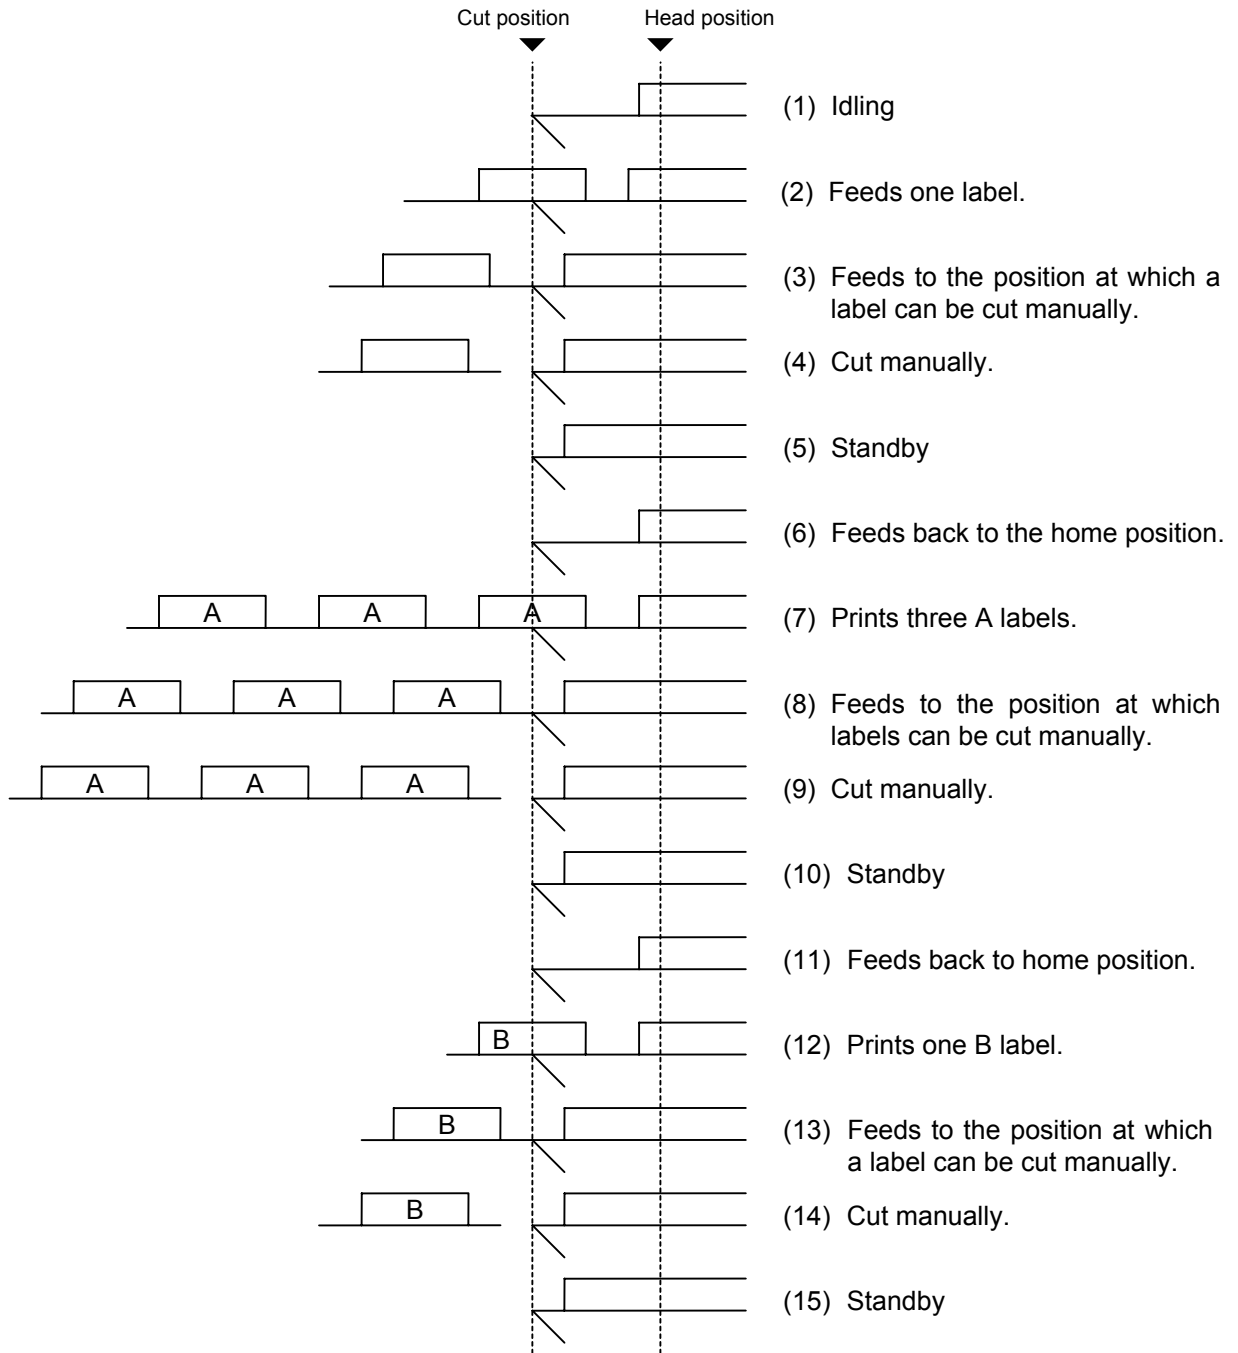 Cut position Head position
(1) Idling
(2) Feeds one label.
(3) Feeds to the position at which a
label can be cut manually.
(4) Cut manually.
(5) Standby
(6) Feeds back to the home position.
A A A
(7) Prints three A labels.
A A A
(8) Feeds to the position at which
labels can be cut manually.
A A A
(9) Cut manually.
(10) Standby
(11) Feeds back to home position.
B
(12) Prints one B label.
B
(13) Feeds to the position at which
a label can be cut manually.
B
(14) Cut manually.
(15) Standby